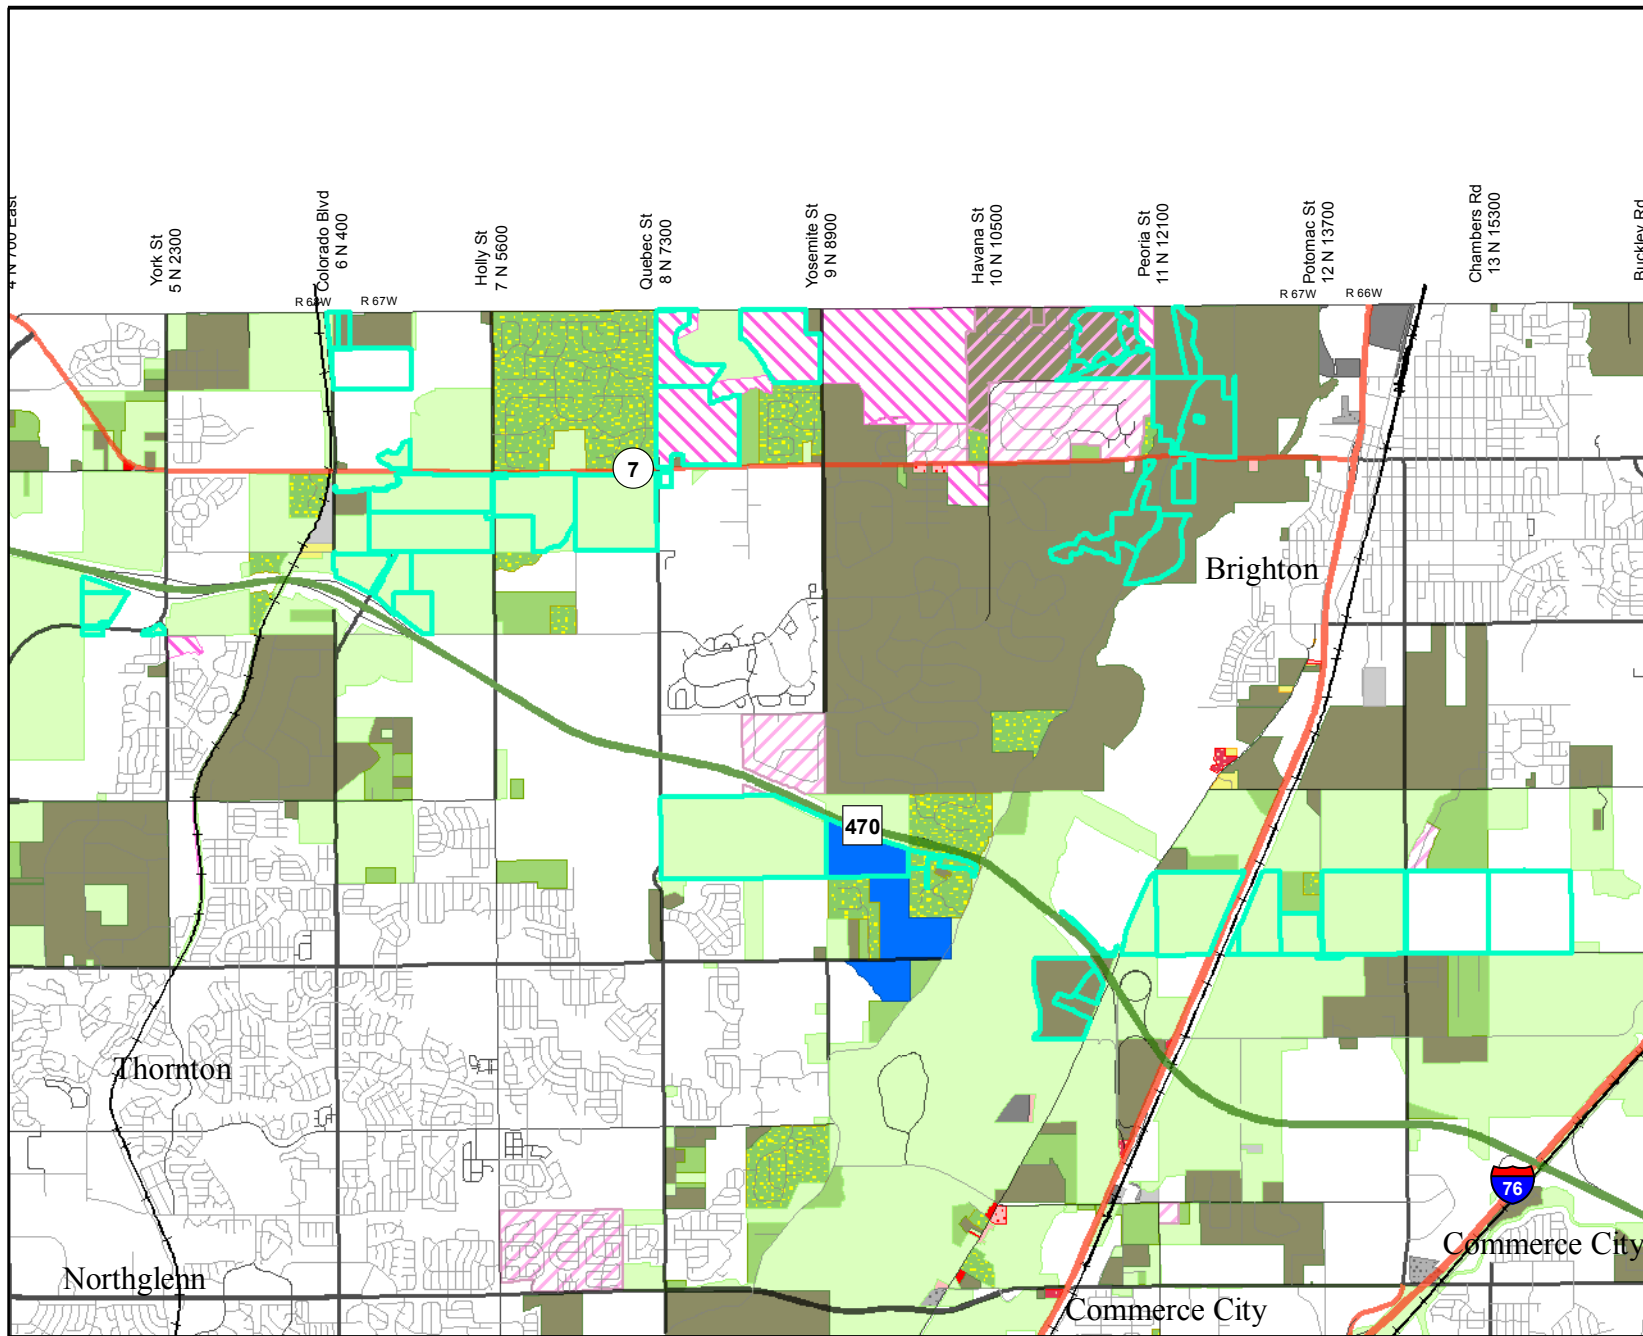 4 N 700 East
York St
5 N 2300
Colorado Blvd
6 N 400
Holly St
7 N 5600
Quebec St
8 N 7300
Yosemite St
9 N 8900
Havana St
10 N 10500
Peoria St
11 N 12100
Potomac St
12 N 13700
Chambers Rd
13 N 15300
Buckley Rd
R 68W
R 67W
R 67W
R 66W
7
Brighton
470
Thornton
76
Commerce City
Northglenn
Commerce City